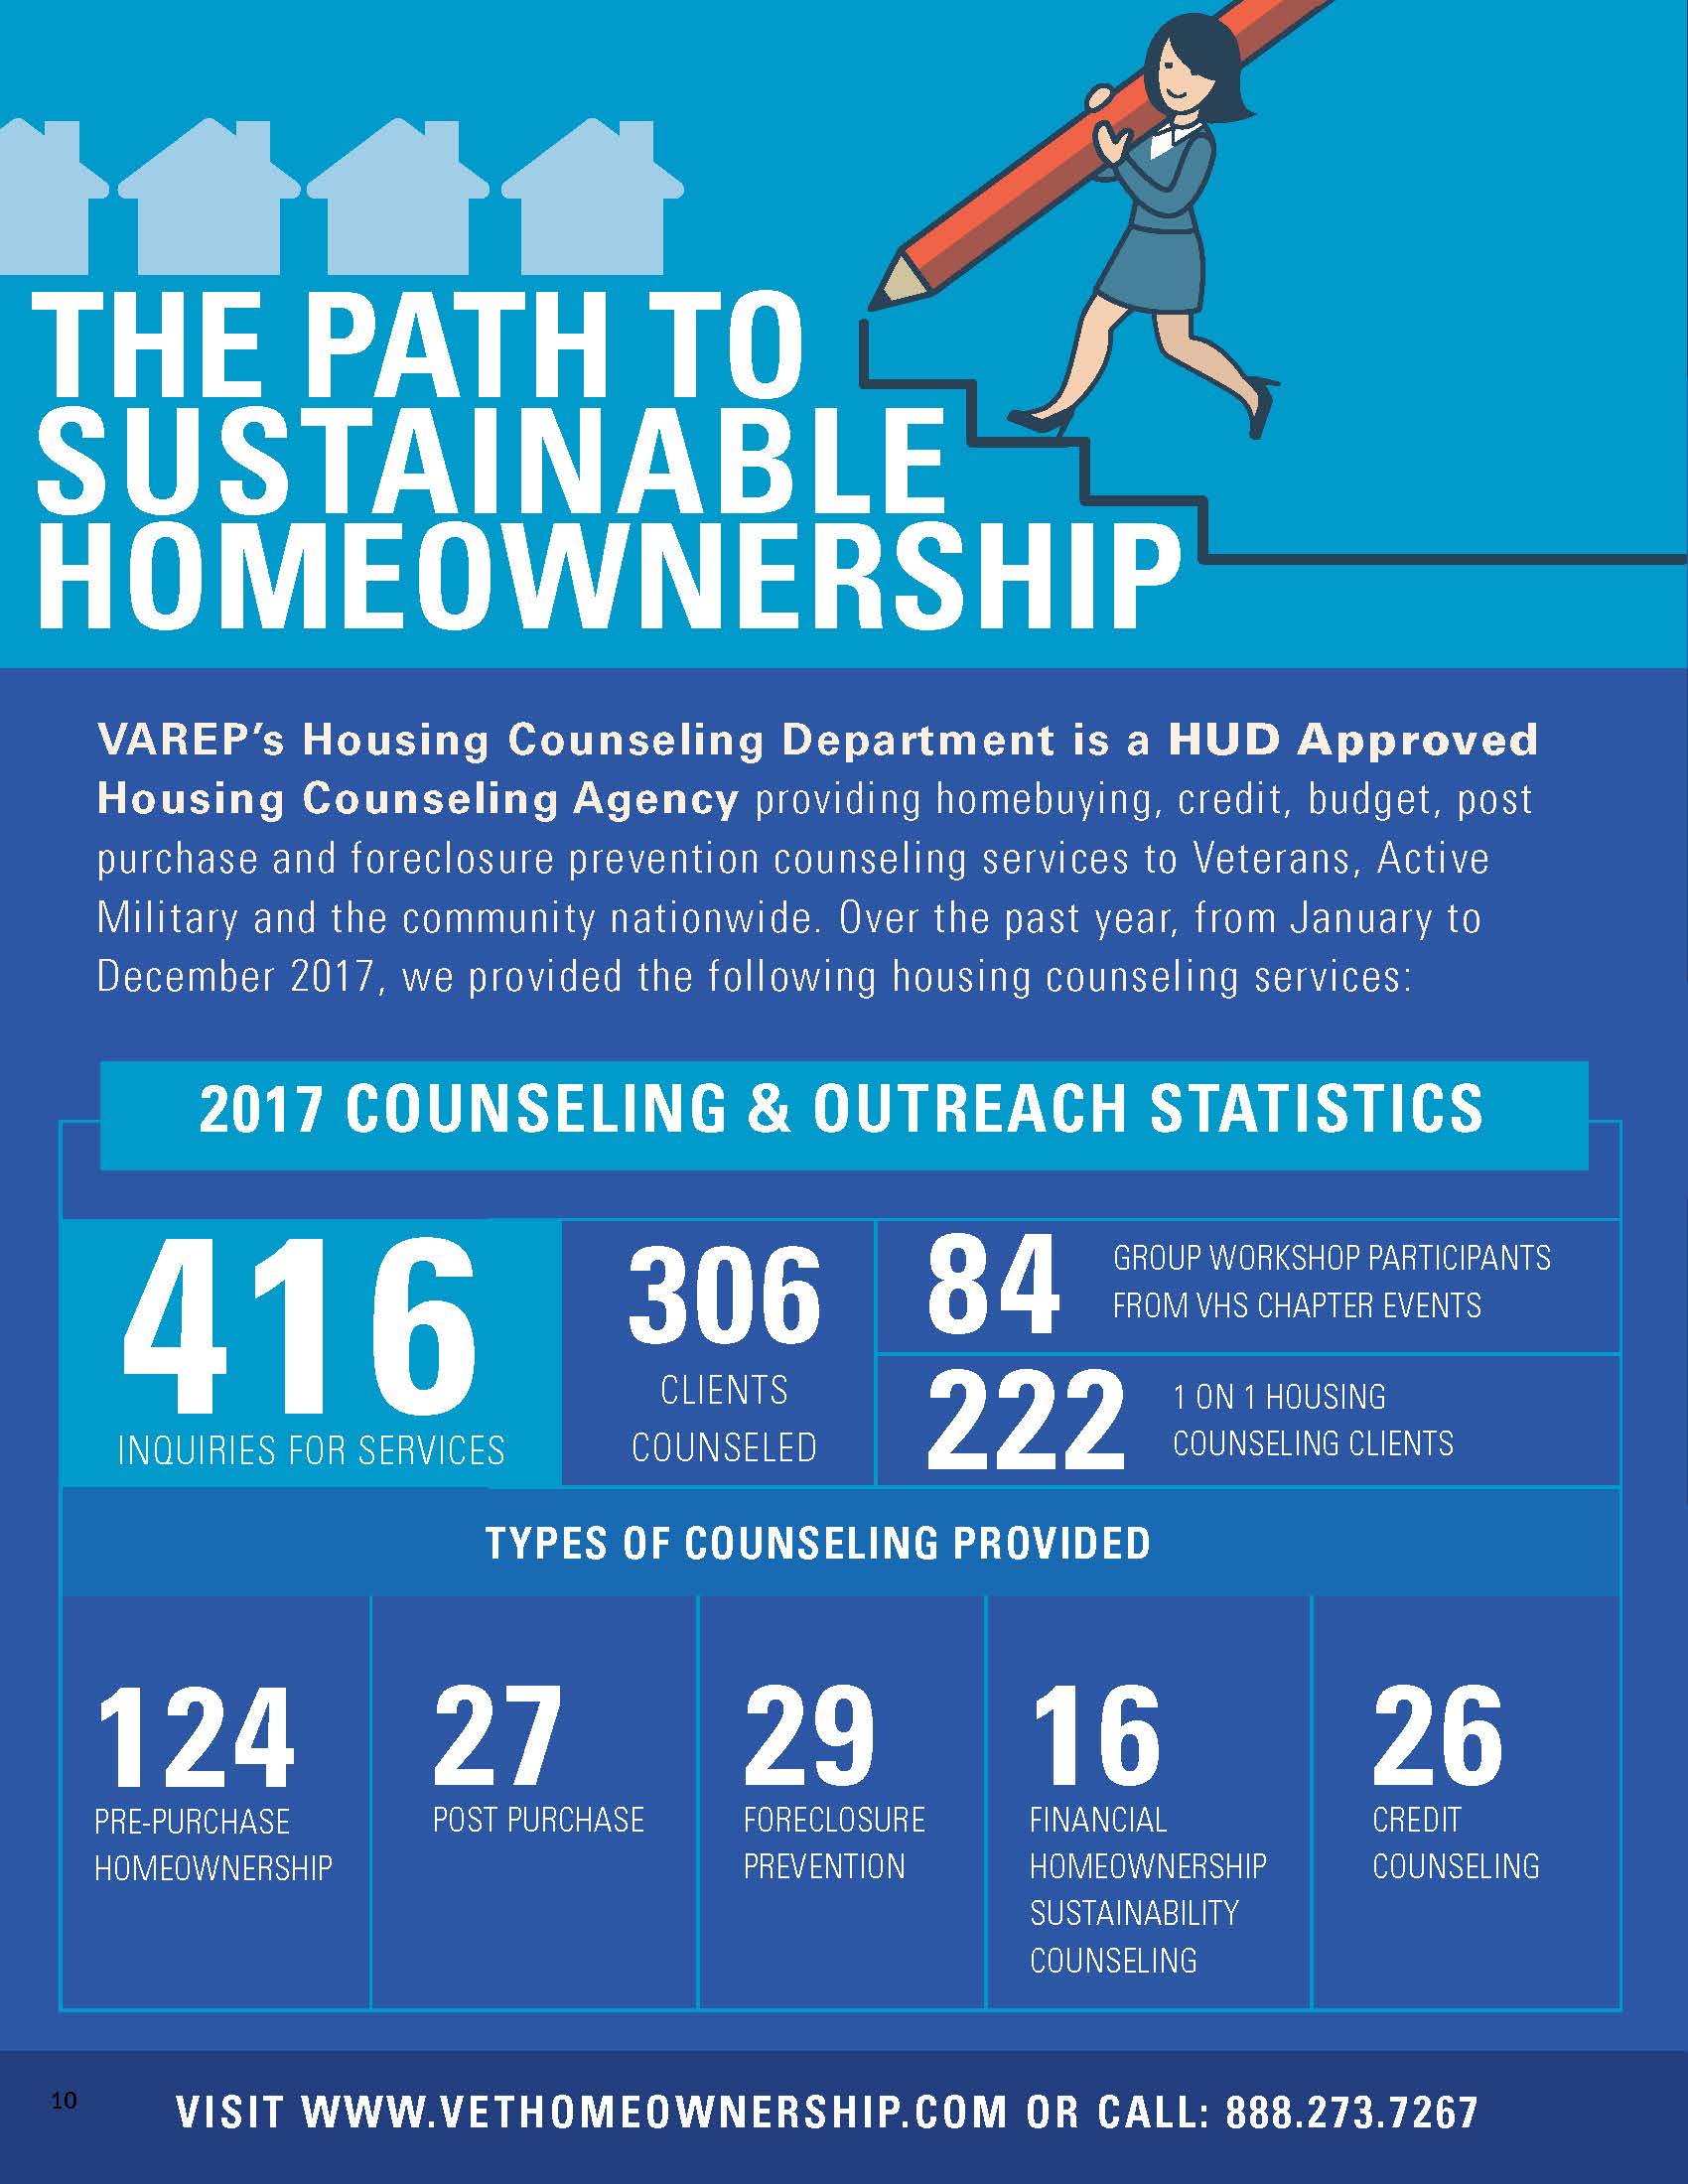 THE PATH TO
SUSTAINABLE
HOMEOWNERSHIP
VAREP’s Housing Counseling Department is a HUD Approved
Housing Counseling Agency providing homebuying, credit, budget, post
purchase and foreclosure prevention counseling services to Veterans, Active
Military and the community nationwide. Over the past year, from January to
December 2017, we provided the following housing counseling services:
2017 COUNSELING & OUTREACH STATISTICS
416
INQUIRIES FOR SERVICES
306
CLIENTS
COUNSELED
84
GROUP WORKSHOP PARTICIPANTS
FROM VHS CHAPTER EVENTS
222
1 ON 1 HOUSING
COUNSELING CLIENTS
TYPES OF COUNSELING PROVIDED
124
PRE-PURCHASE
HOMEOWNERSHIP
27
POST PURCHASE
29
FORECLOSURE
PREVENTION
16
FINANCIAL
HOMEOWNERSHIP
SUSTAINABILITY
COUNSELING
26
CREDIT
COUNSELING
10
VISIT WWW.VETHOMEOWNERSHIP.COM OR CALL: 888.273.7267